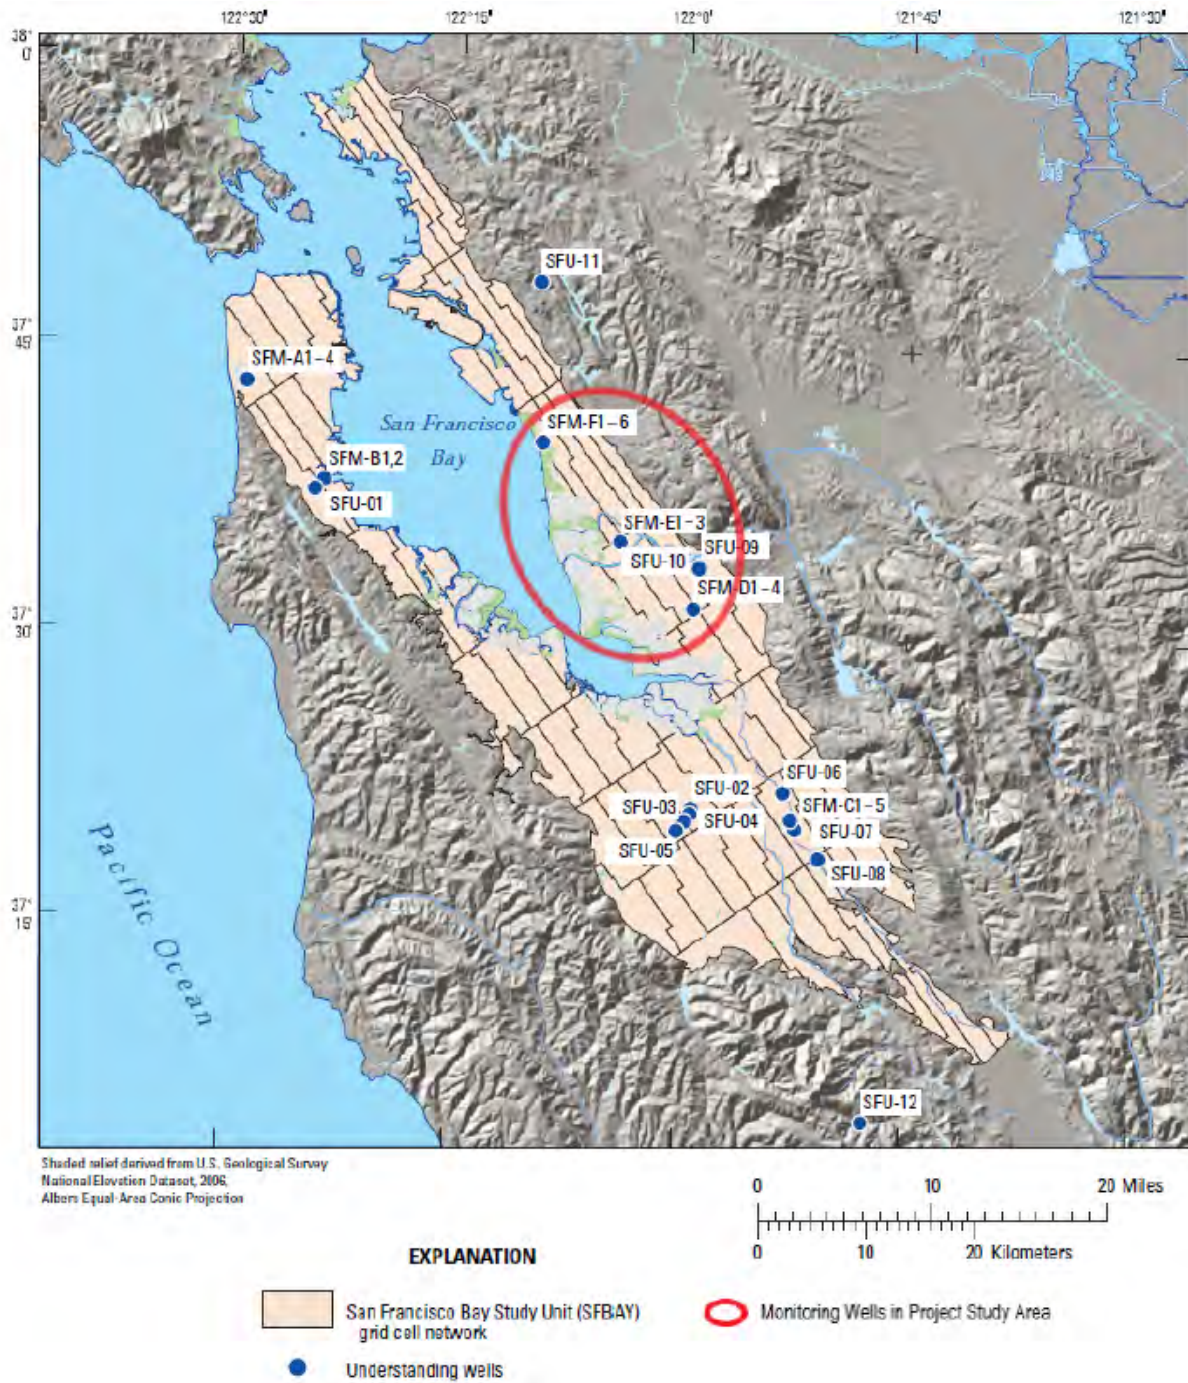 122°30' 122°15' 122°0' 121°45' 121°30'
38°
0'
37°
45'
37°
30'
37°
15'
SFU-11
SFM-A1–4
San Francisco
Bay
SFM-F1–6
SFM-B1,2
SFU-01
SFM-E1–3
SFU-09
SFU-10
SFM-D1–4
SFU-06
SFU-02
SFU-03
SFM-C1–5
SFU-04
SFU-07
SFU-05
SFU-08
Pacific Ocean
SFU-12
Shaded relief derived from U.S. Geological Survey
National Elevation Dataset, 2006,
Albers Equal-Area Conic Projection
0 10 20 Miles
0 10 20 Kilometers
EXPLANATION
San Francisco Bay Study Unit (SFBAY)
grid cell network
Monitoring Wells in Project Study Area
Understanding wells